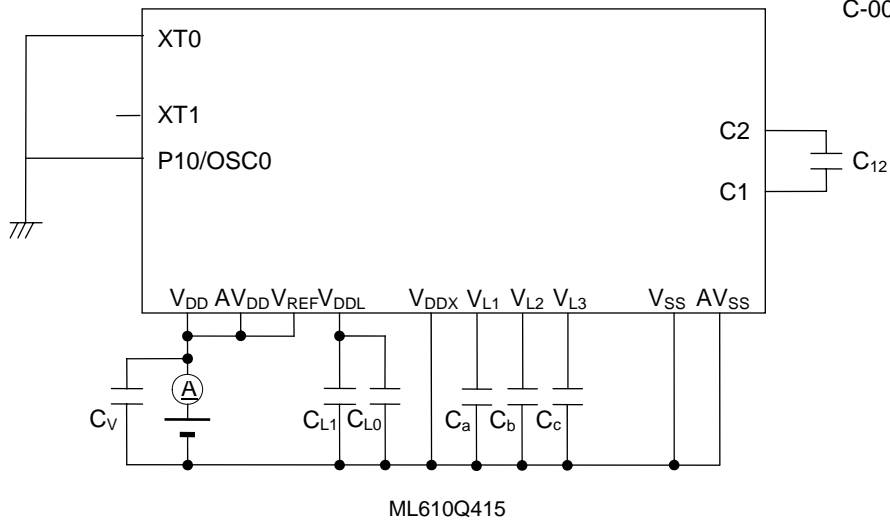 C-00
XT0
XT1
P10/OSC0
C2
C1
C12
VDD AVDD VREF VDDL VDDX VL1 VL2 VL3 VSS AVSS
A
CV CL1 CL0 Ca Cb Cc
ML610Q415